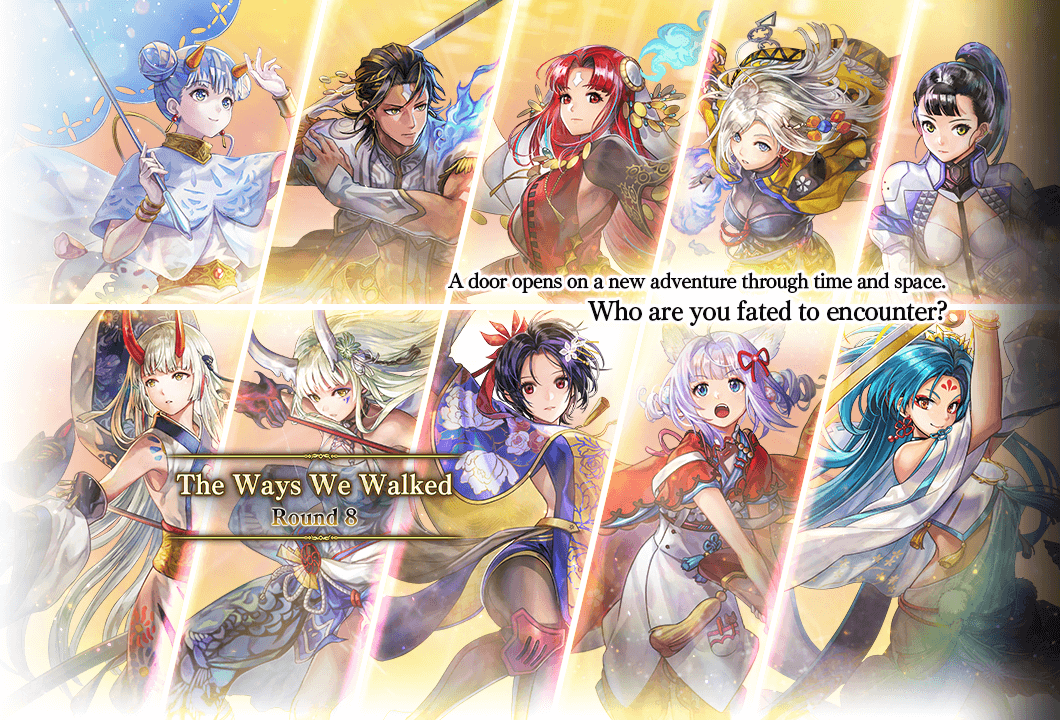 A door opens on a new adventure through time and space.
Who are you fated to encounter?
The Ways We Walked
Round 8